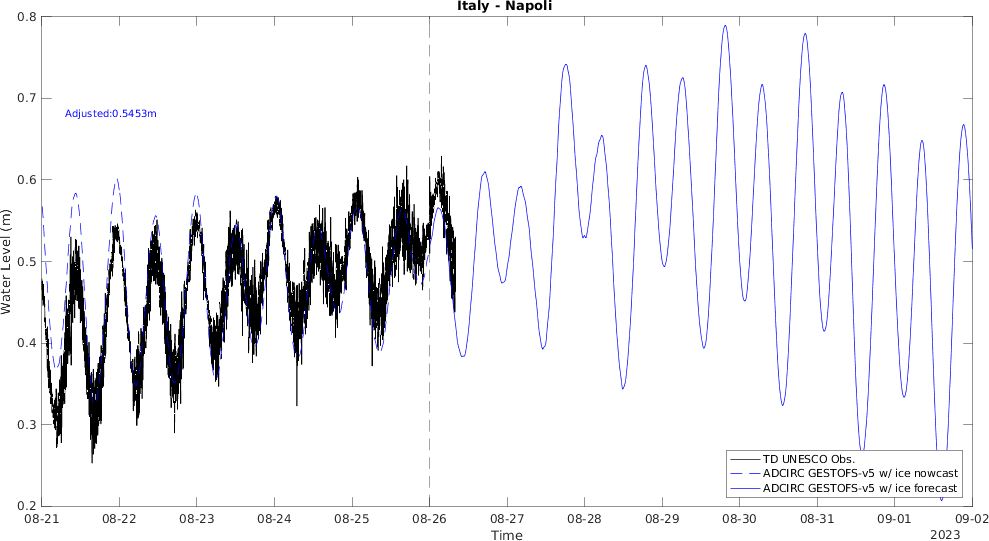 Italy - Napoli
0.8
0.7
0.6
0.5
0.4
0.3
0.2
Water Level (m)
Adjusted:0.5453m
TD UNESCO Obs.
ADCIRC GESTOFS-v5 w/ ice nowcast
ADCIRC GESTOFS-v5 w/ ice forecast
08-21 08-22 08-23 08-24 08-25 08-26 08-27 08-28 08-29 08-30 08-31 09-01 09-02
Time
2023